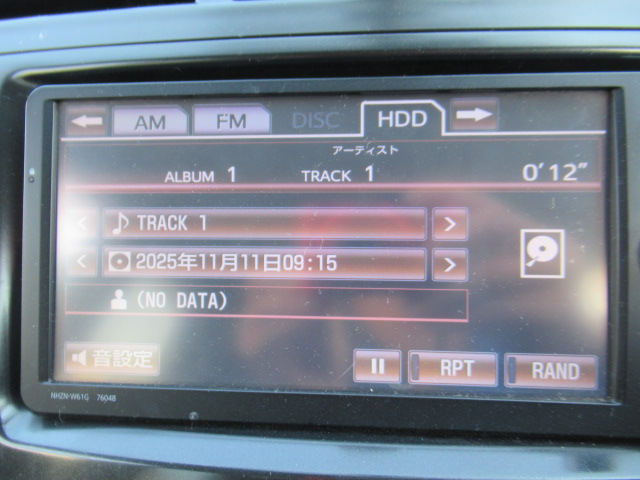 AM FM DISC HDD
アーティスト
ALBUM 1 TRACK 1 0'12"
TRACK 1
2025年11月11日09:15
(NO DATA)
音設定 RPT RAND
NHZN-W61G 76048